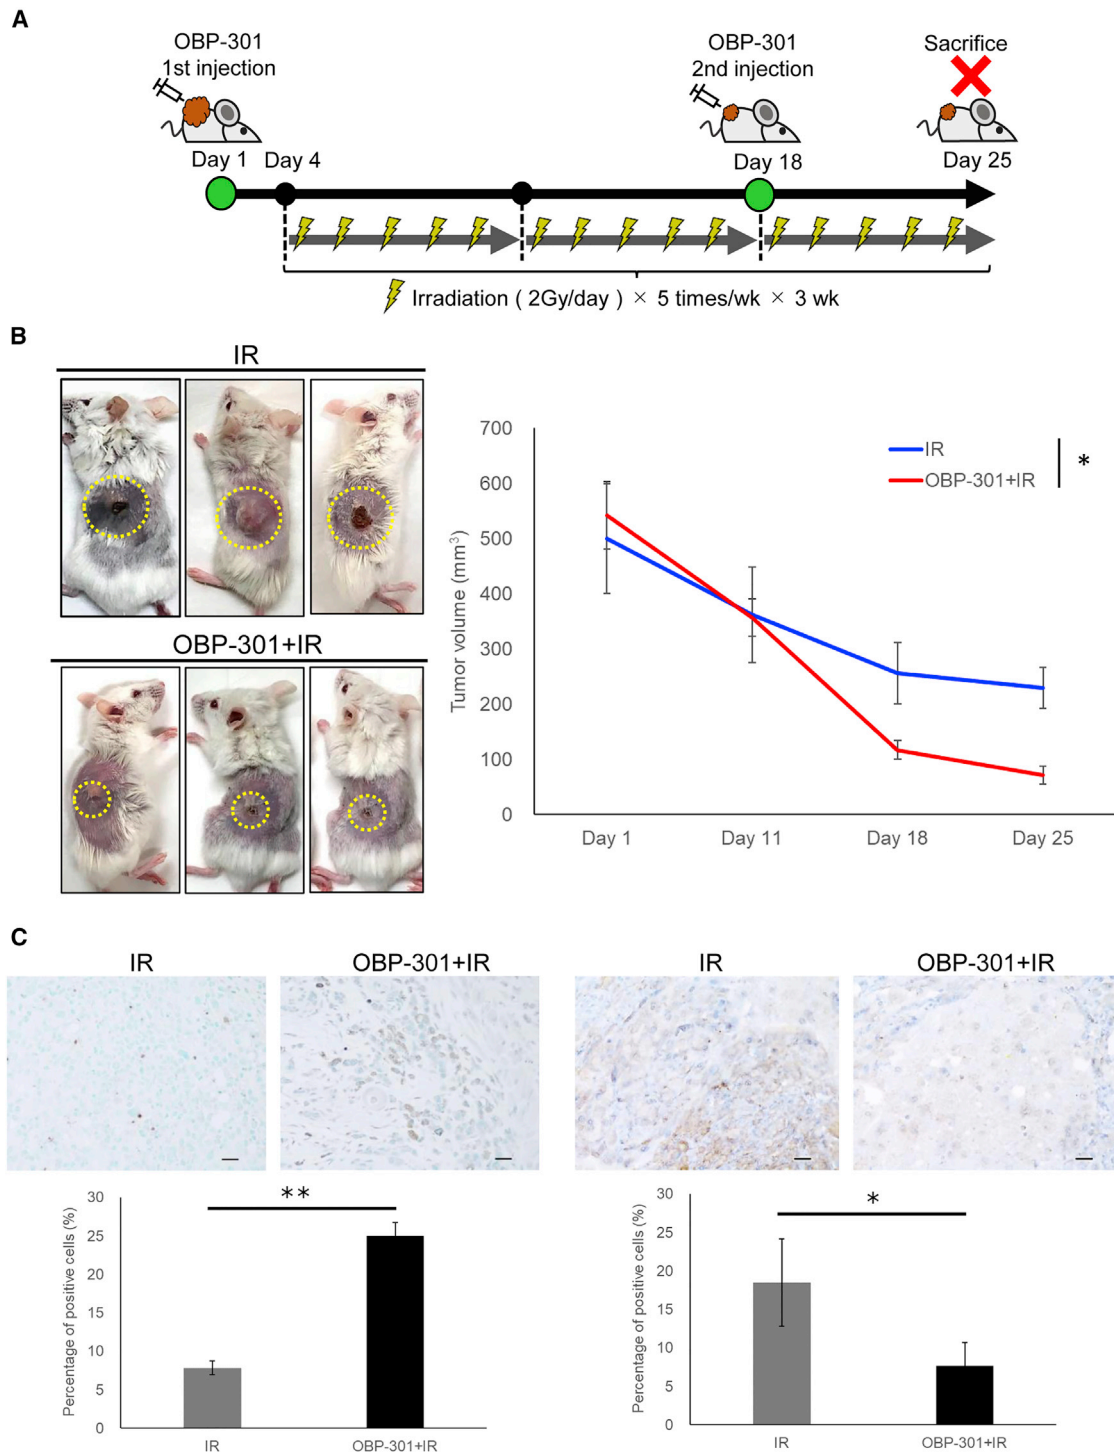 A
OBP-301
1st injection
OBP-301
2nd injection
Sacrifice
Day 1
Day 4
Day 18
Day 25
Irradiation ( 2Gy/day ) × 5 times/wk × 3 wk
B
IR
OBP-301+IR
Tumor volume (mm³)
700
600
500
400
300
200
100
0
IR
OBP-301+IR
*
Day 1
Day 11
Day 18
Day 25
C
IR
OBP-301+IR
IR
OBP-301+IR
Percentage of positive cells (%)
30
25
20
15
10
5
0
**
IR
OBP-301+IR
Percentage of positive cells (%)
30
25
20
15
10
5
0
*
IR
OBP-301+IR